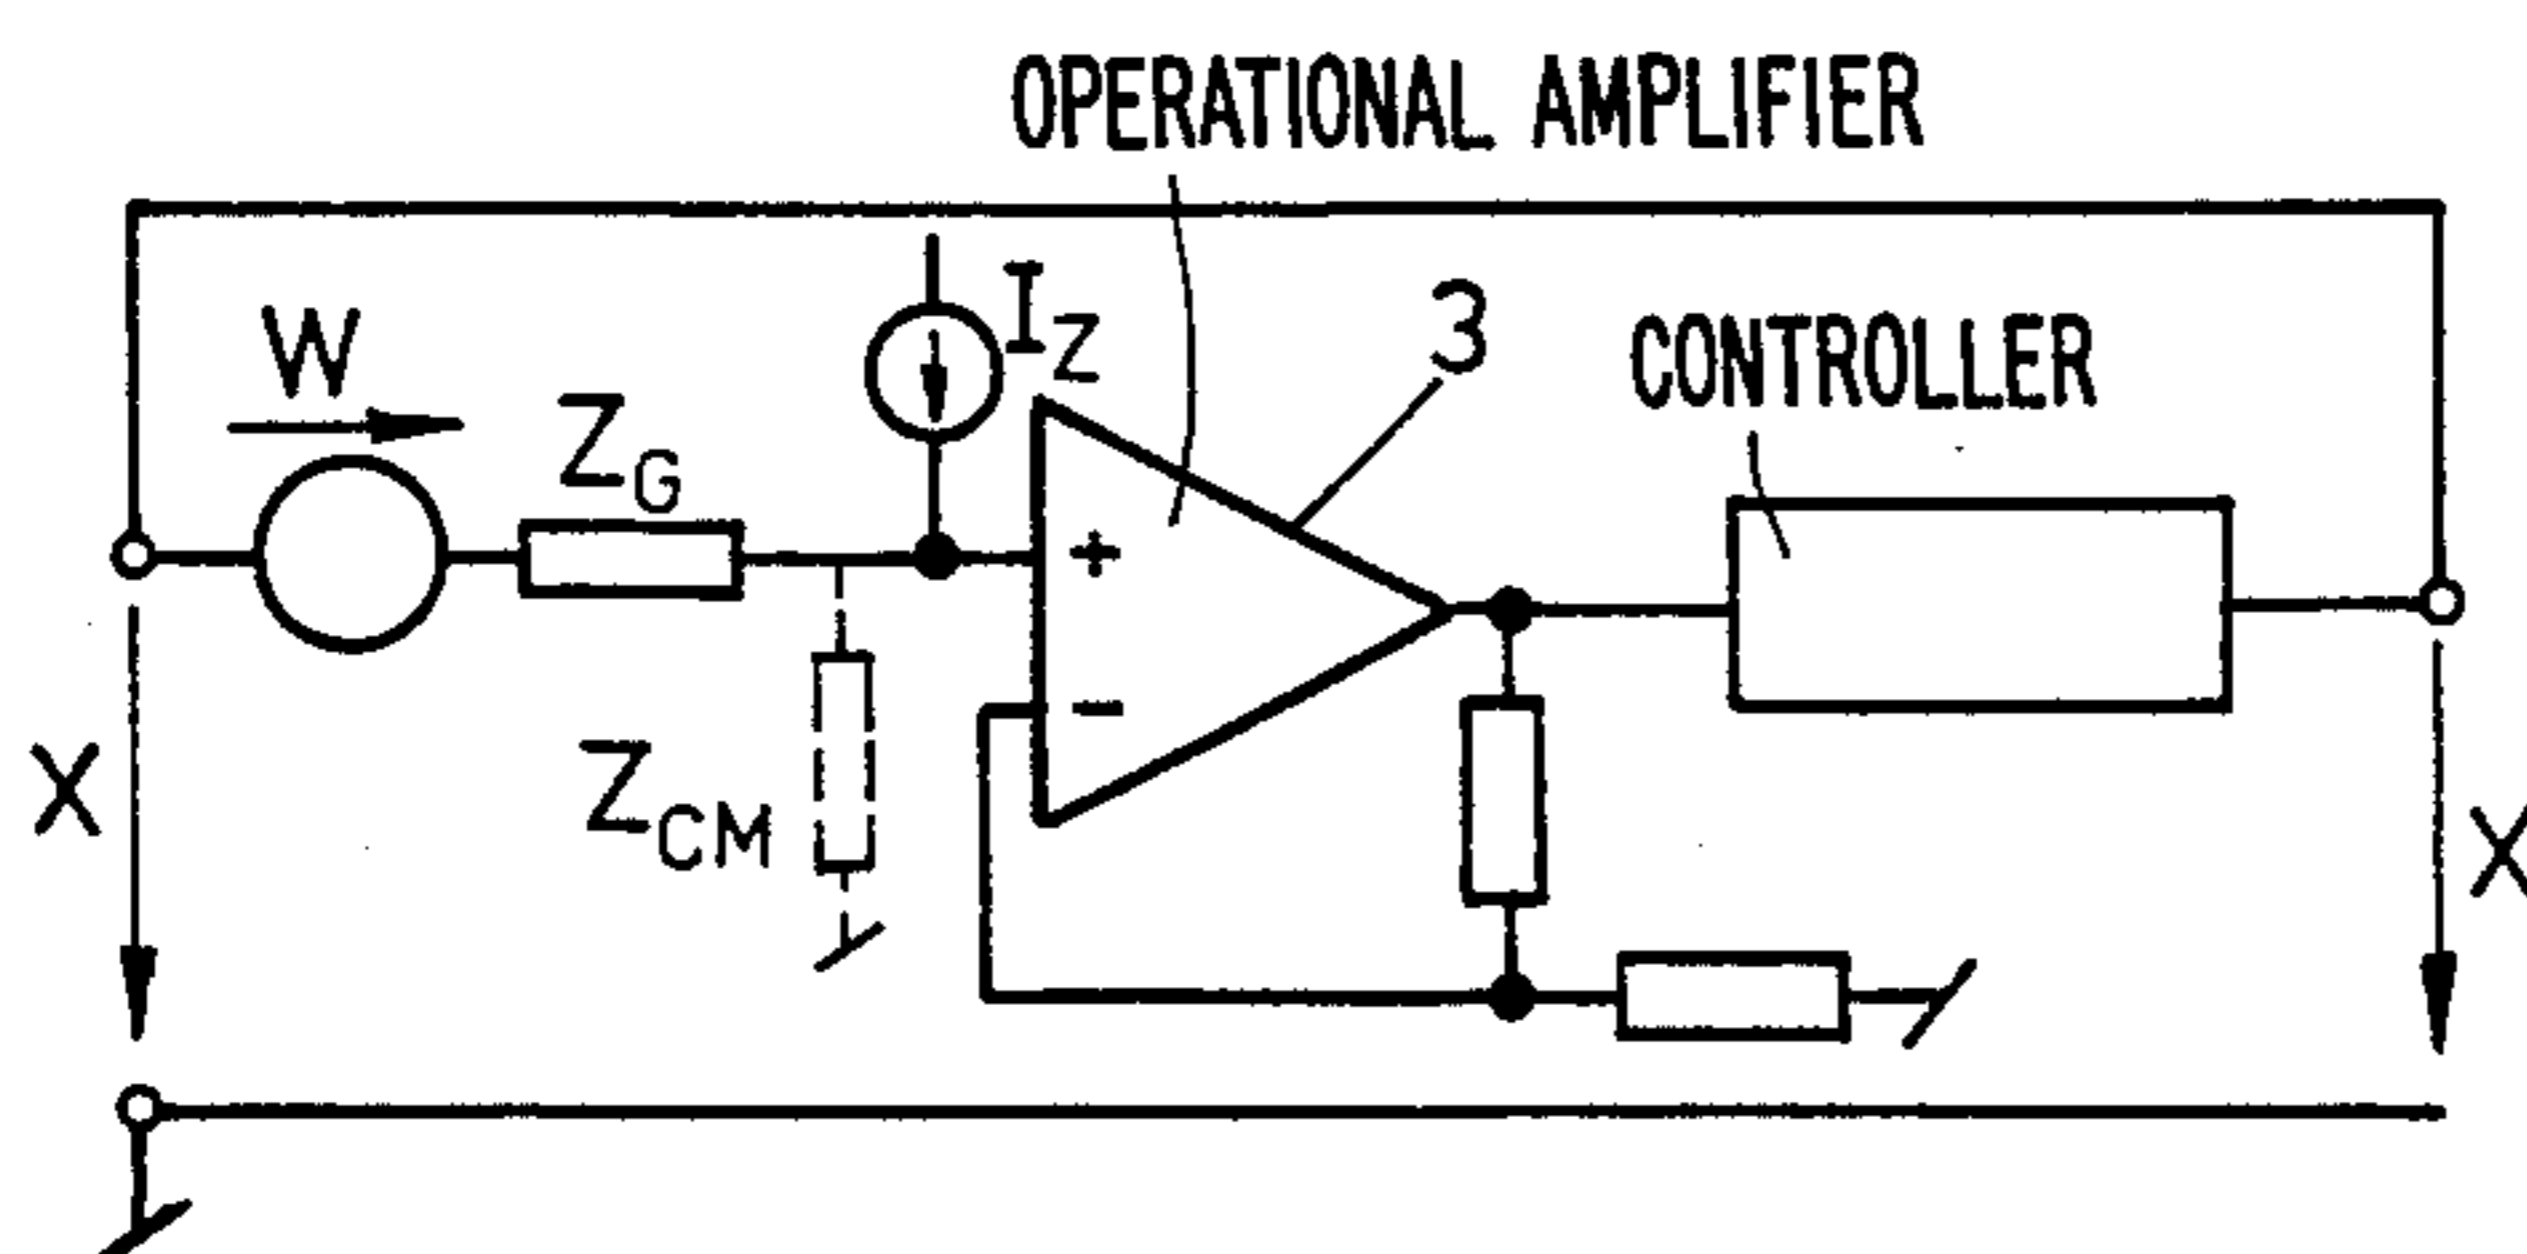 OPERATIONAL AMPLIFIER
W
Z_G
I_Z
3
CONTROLLER
+
−
Z_CM
X
X